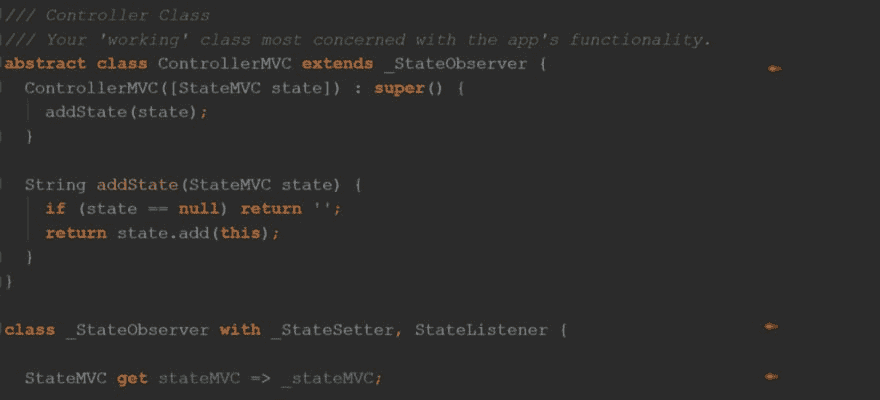 /// Controller Class
/// Your 'working' class most concerned with the app's functionality.
abstract class ControllerMVC extends _StateObserver {
ControllerMVC([StateMVC state]) : super() {
addState(state);
}
String addState(StateMVC state) {
if (state == null) return '';
return state.add(this);
}
}
class _StateObserver with _StateSetter, StateListener {
StateMVC get stateMVC => _stateMVC;